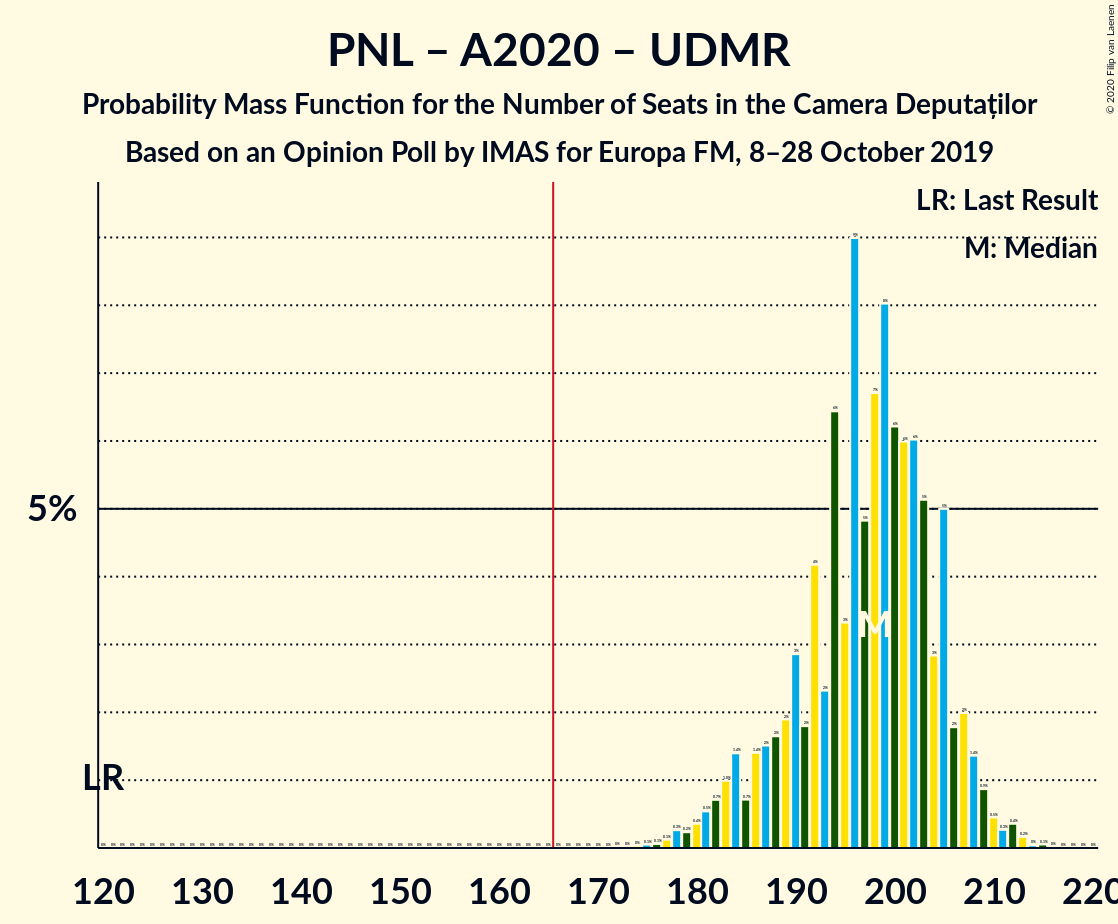 PNL – A2020 – UDMR
Probability Mass Function for the Number of Seats in the Camera Deputaților
Based on an Opinion Poll by IMAS for Europa FM, 8–28 October 2019
© 2020 Filip van Laenen
LR: Last Result
M: Median
5%
LR
M
120 130 140 150 160 170 180 190 200 210 220